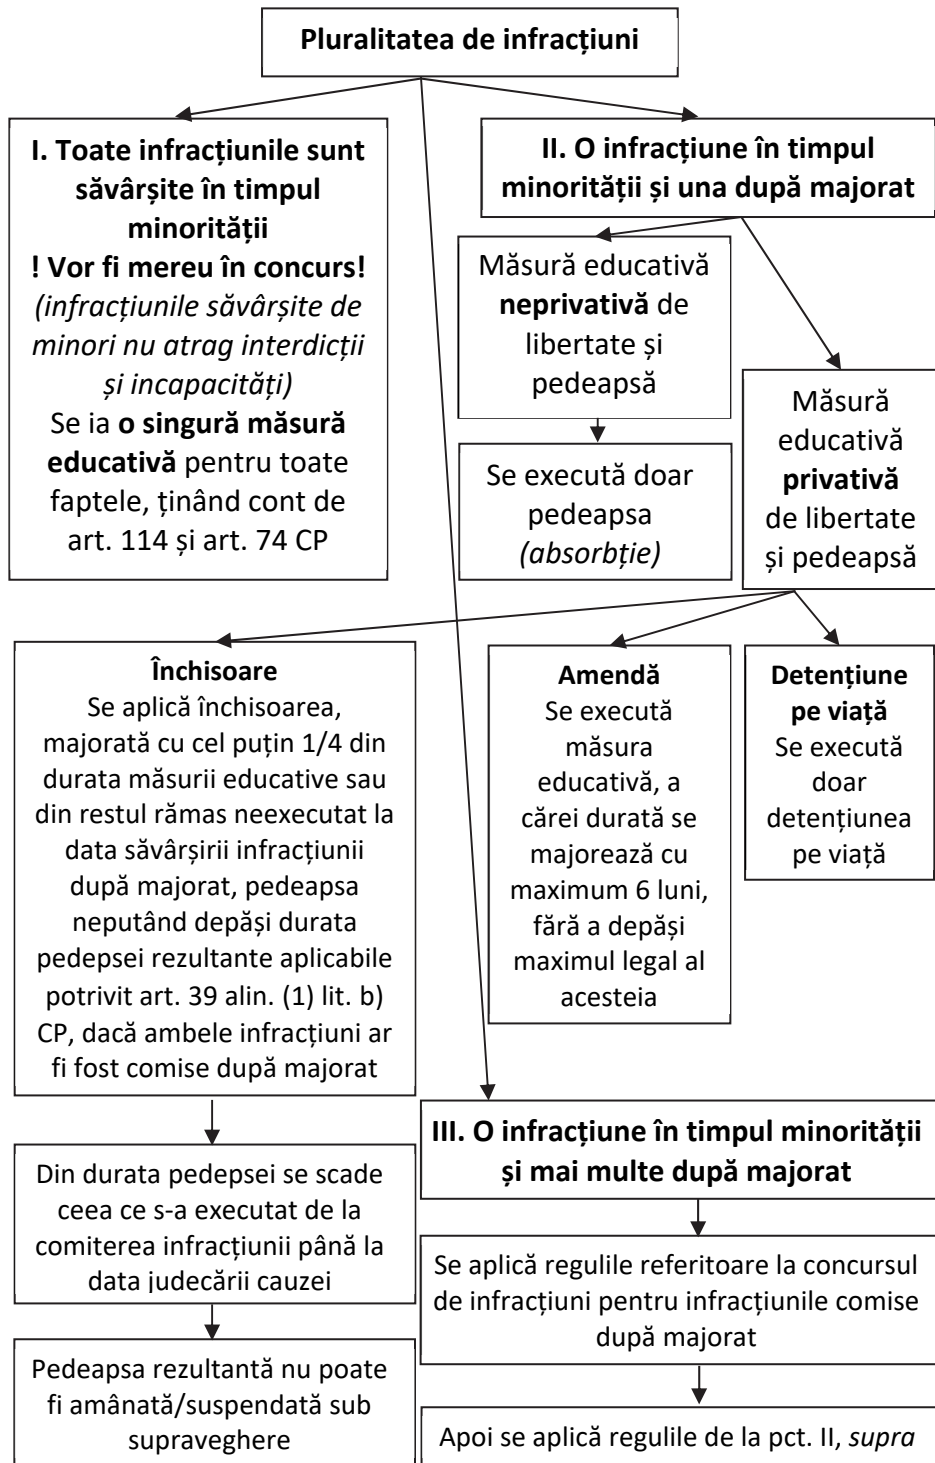 Pluralitatea de infracțiuni
I. Toate infracțiunile sunt
săvârșite în timpul
minorității
! Vor fi mereu în concurs!
(infracțiunile săvârșite de
minori nu atrag interdicții
și incapacități)
Se ia o singură măsură
educativă pentru toate
faptele, ținând cont de
art. 114 și art. 74 CP
II. O infracțiune în timpul
minorității și una după majorat
Măsură educativă
neprivativă de
libertate și
pedeapsă
Se execută doar
pedeapsa
(absorbție)
Măsură
educativă
privativă
de libertate
și pedeapsă
Închisoare
Se aplică închisoarea,
majorată cu cel puțin 1/4 din
durata măsurii educative sau
din restul rămas neexecutat la
data săvârșirii infracțiunii
după majorat, pedeapsa
neputând depăși durata
pedepsei rezultante aplicabile
potrivit art. 39 alin. (1) lit. b)
CP, dacă ambele infracțiuni ar
fi fost comise după majorat
Din durata pedepsei se scade
ceea ce s-a executat de la
comiterea infracțiunii până la
data judecării cauzei
Pedeapsa rezultantă nu poate
fi amânată/suspendată sub
supraveghere
Amendă
Se execută
măsura
educativă, a
cărei durată se
majorează cu
maximum 6 luni,
fără a depăși
maximul legal al
acesteia
Detențiune
pe viață
Se execută
doar
detențiunea
pe viață
III. O infracțiune în timpul minorității
și mai multe după majorat
Se aplică regulile referitoare la concursul
de infracțiuni pentru infracțiunile comise
după majorat
Apoi se aplică regulile de la pct. II, supra